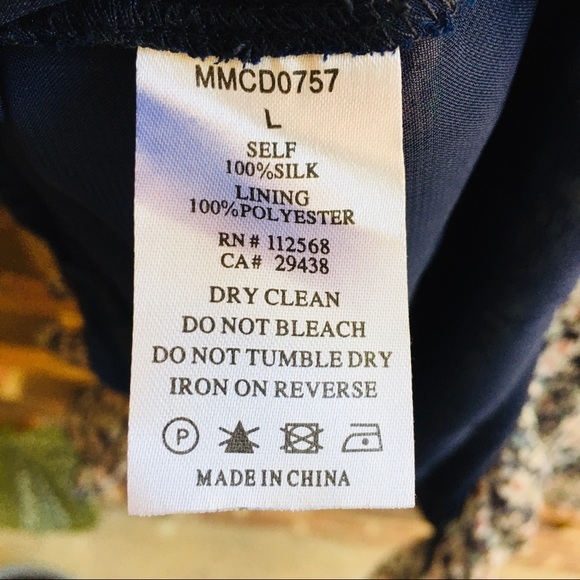 MMCD0757
L
SELF
100%SILK
LINING
100%POLYESTER
RN# 112568
CA# 29438
DRY CLEAN
DO NOT BLEACH
DO NOT TUMBLE DRY
IRON ON REVERSE
P
MADE IN CHINA